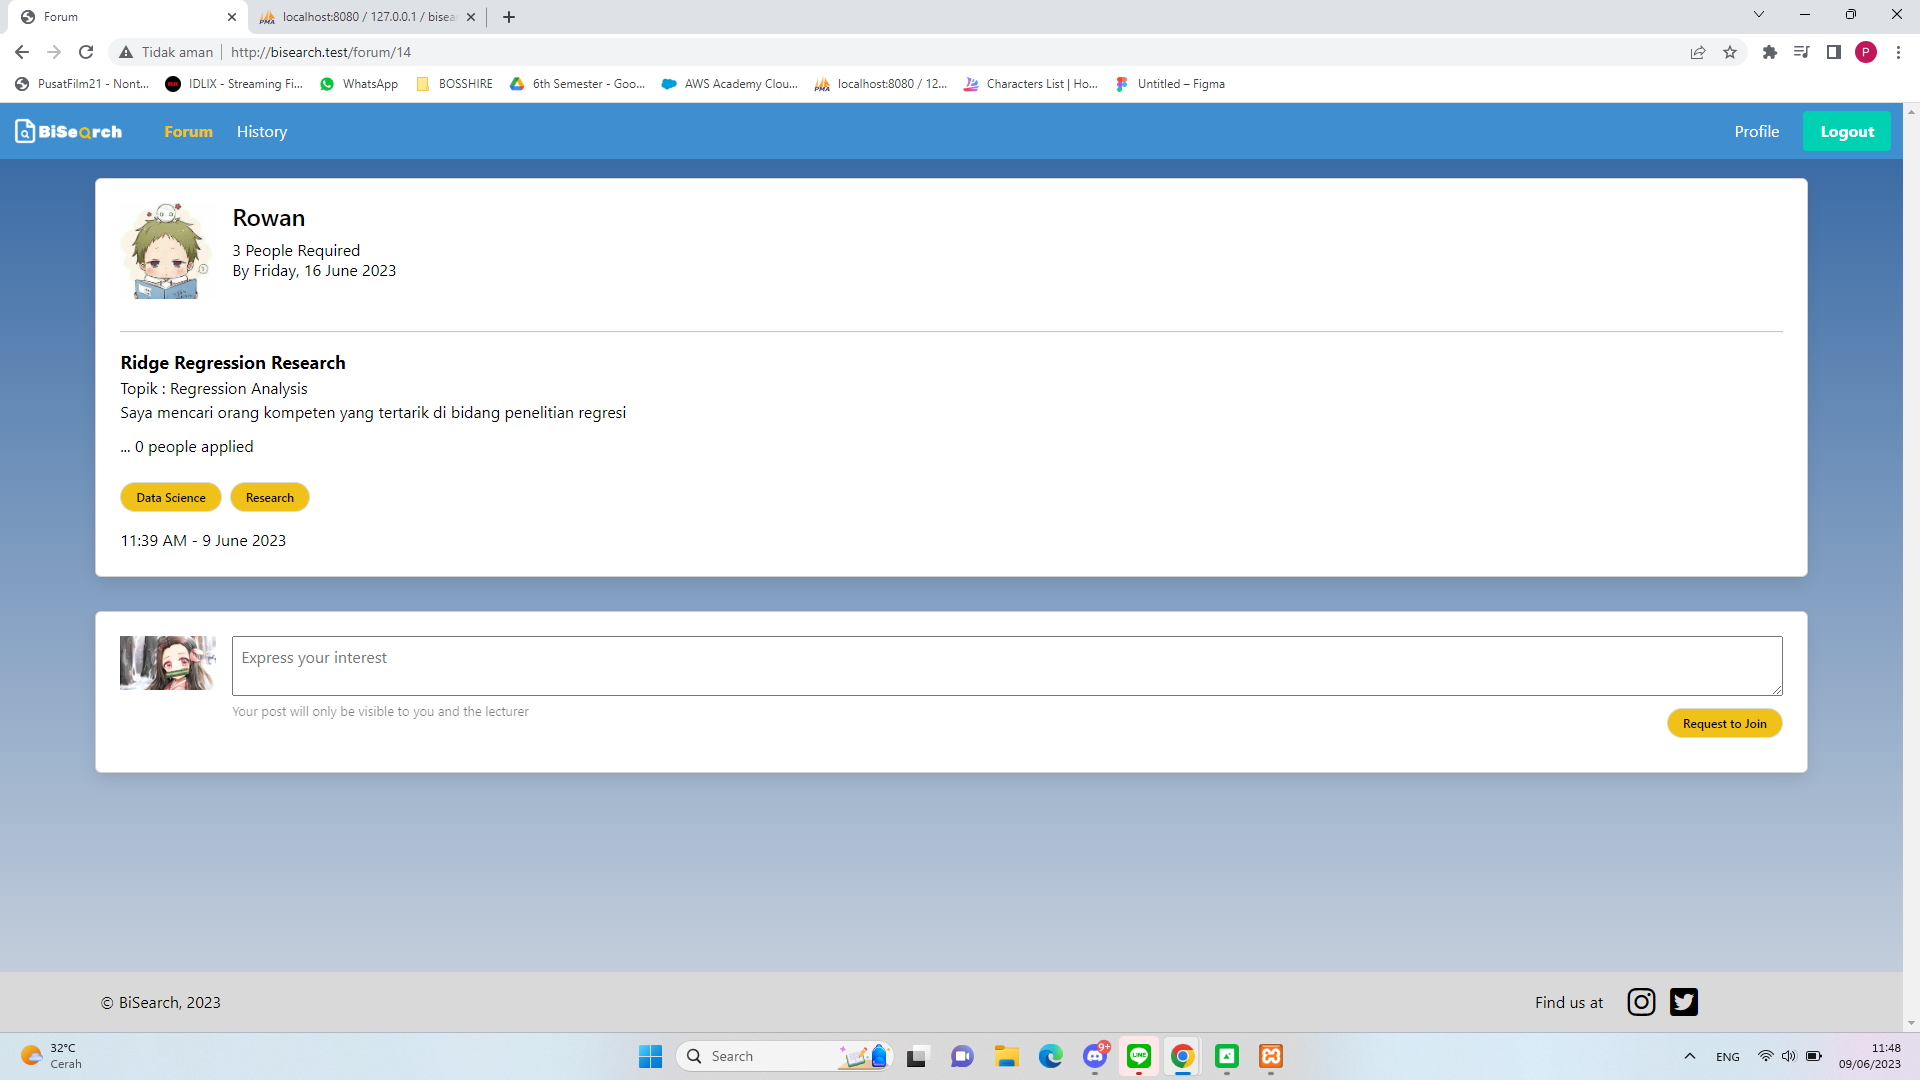 Forum
localhost:8080 / 127.0.0.1 / bisea
Tidak aman
http://bisearch.test/forum/14
P
PusatFilm21 - Nont...
IDLIX - Streaming Fi...
WhatsApp
BOSSHIRE
6th Semester - Goo...
AWS Academy Clou...
localhost:8080 / 12...
Characters List | Ho...
Untitled – Figma
BiSearch
Forum
History
Profile
Logout
Rowan
3 People Required
By Friday, 16 June 2023
Ridge Regression Research
Topik : Regression Analysis
Saya mencari orang kompeten yang tertarik di bidang penelitian regresi
... 0 people applied
Data Science
Research
11:39 AM - 9 June 2023
Express your interest
Your post will only be visible to you and the lecturer
Request to Join
© BiSearch, 2023
Find us at
32°C
Cerah
Search
9+
LINE
ENG
11:48
09/06/2023